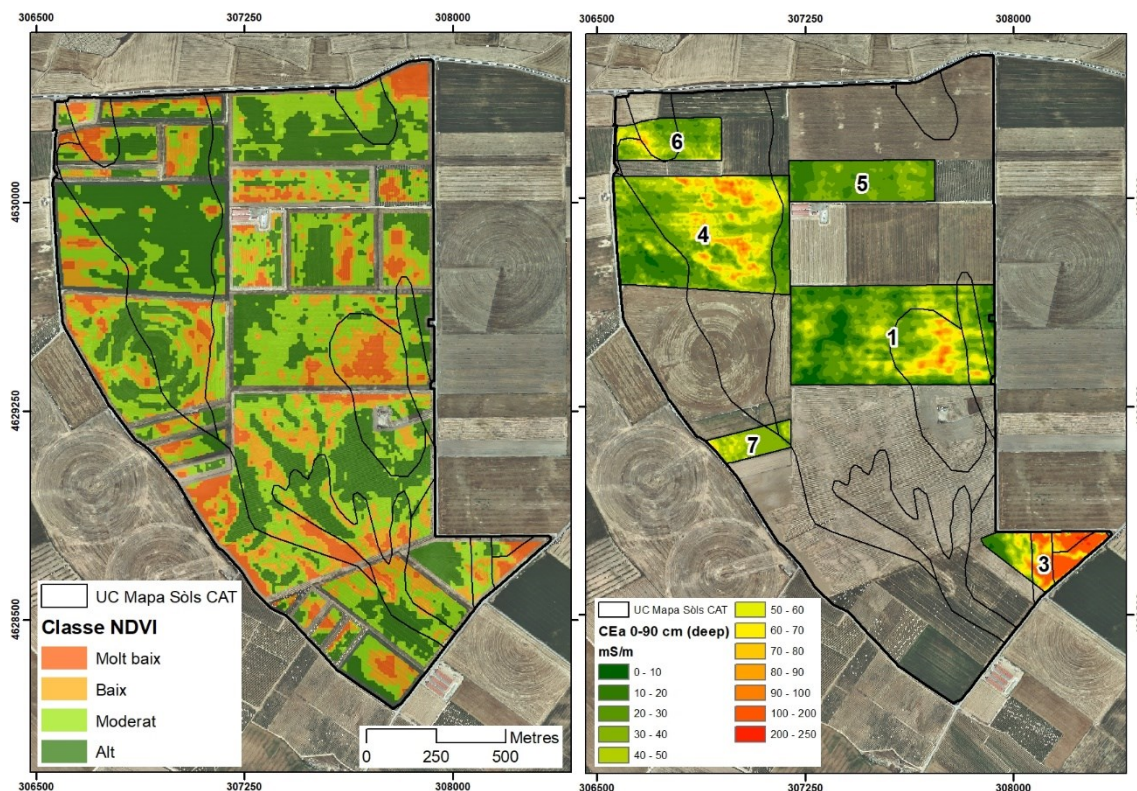 306500
307250
308000
4630000
4629250
4628500
UC Mapa Sòls CAT
Classe NDVI
Molt baix
Baix
Moderat
Alt
Metres
0
250
500
306500
307250
308000
306500
307250
308000
6
5
4
1
7
3
UC Mapa Sòls CAT
CEa 0-90 cm (deep)
mS/m
0 - 10
10 - 20
20 - 30
30 - 40
40 - 50
50 - 60
60 - 70
70 - 80
80 - 90
90 - 100
100 - 200
200 - 250
306500
307250
308000